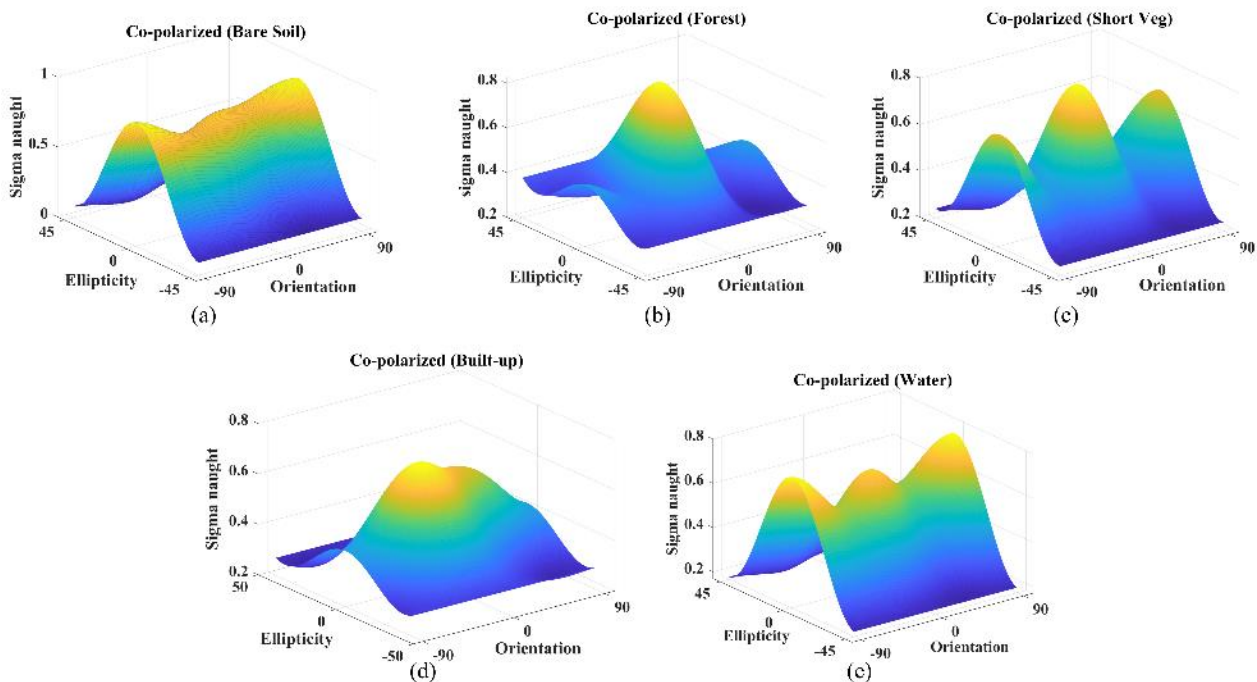 Co-polarized (Bare Soil)
Sigma naught
1
0.5
0
45
0
-45
Ellipticity
-90
0
90
Orientation
(a)
Co-polarized (Forest)
sigma naught
0.8
0.6
0.4
0.2
45
0
-45
Ellipticity
-90
0
90
Orientation
(b)
Co-polarized (Short Veg)
Sigma naught
0.8
0.6
0.4
0.2
45
0
-45
Ellipticity
-90
0
90
Orientation
(c)
Co-polarized (Built-up)
Sigma naught
0.8
0.6
0.4
0.2
50
0
-50
Ellipticity
-90
0
90
Orientation
(d)
Co-polarized (Water)
Sigma naught
0.8
0.6
0.4
0.2
45
0
-45
Ellipticity
-90
0
90
Orientation
(e)